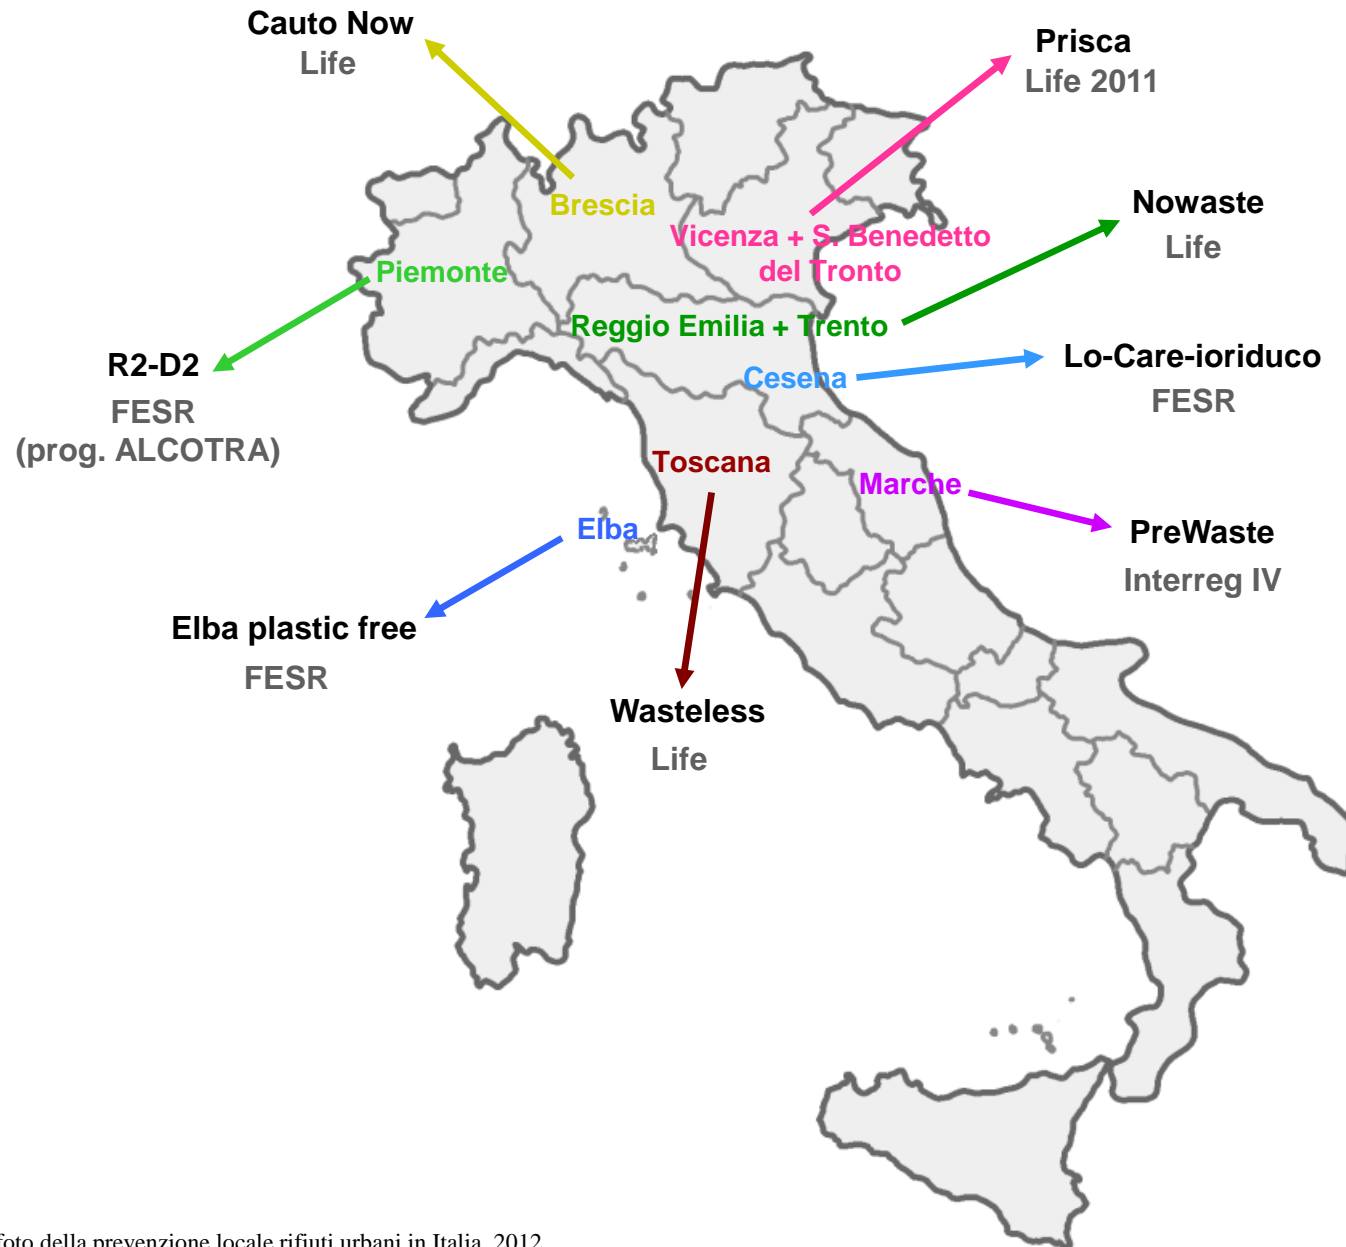 Cauto Now
Life
Prisca
Life 2011
Brescia
Nowaste
Life
Vicenza + S. Benedetto
del Tronto
Piemonte
Reggio Emilia + Trento
R2-D2
FESR
(prog. ALCOTRA)
Cesena
Lo-Care-ioriduco
FESR
Toscana
Marche
Elba
PreWaste
Interreg IV
Elba plastic free
FESR
Wasteless
Life
foto della prevenzione locale rifiuti urbani in Italia, 2012